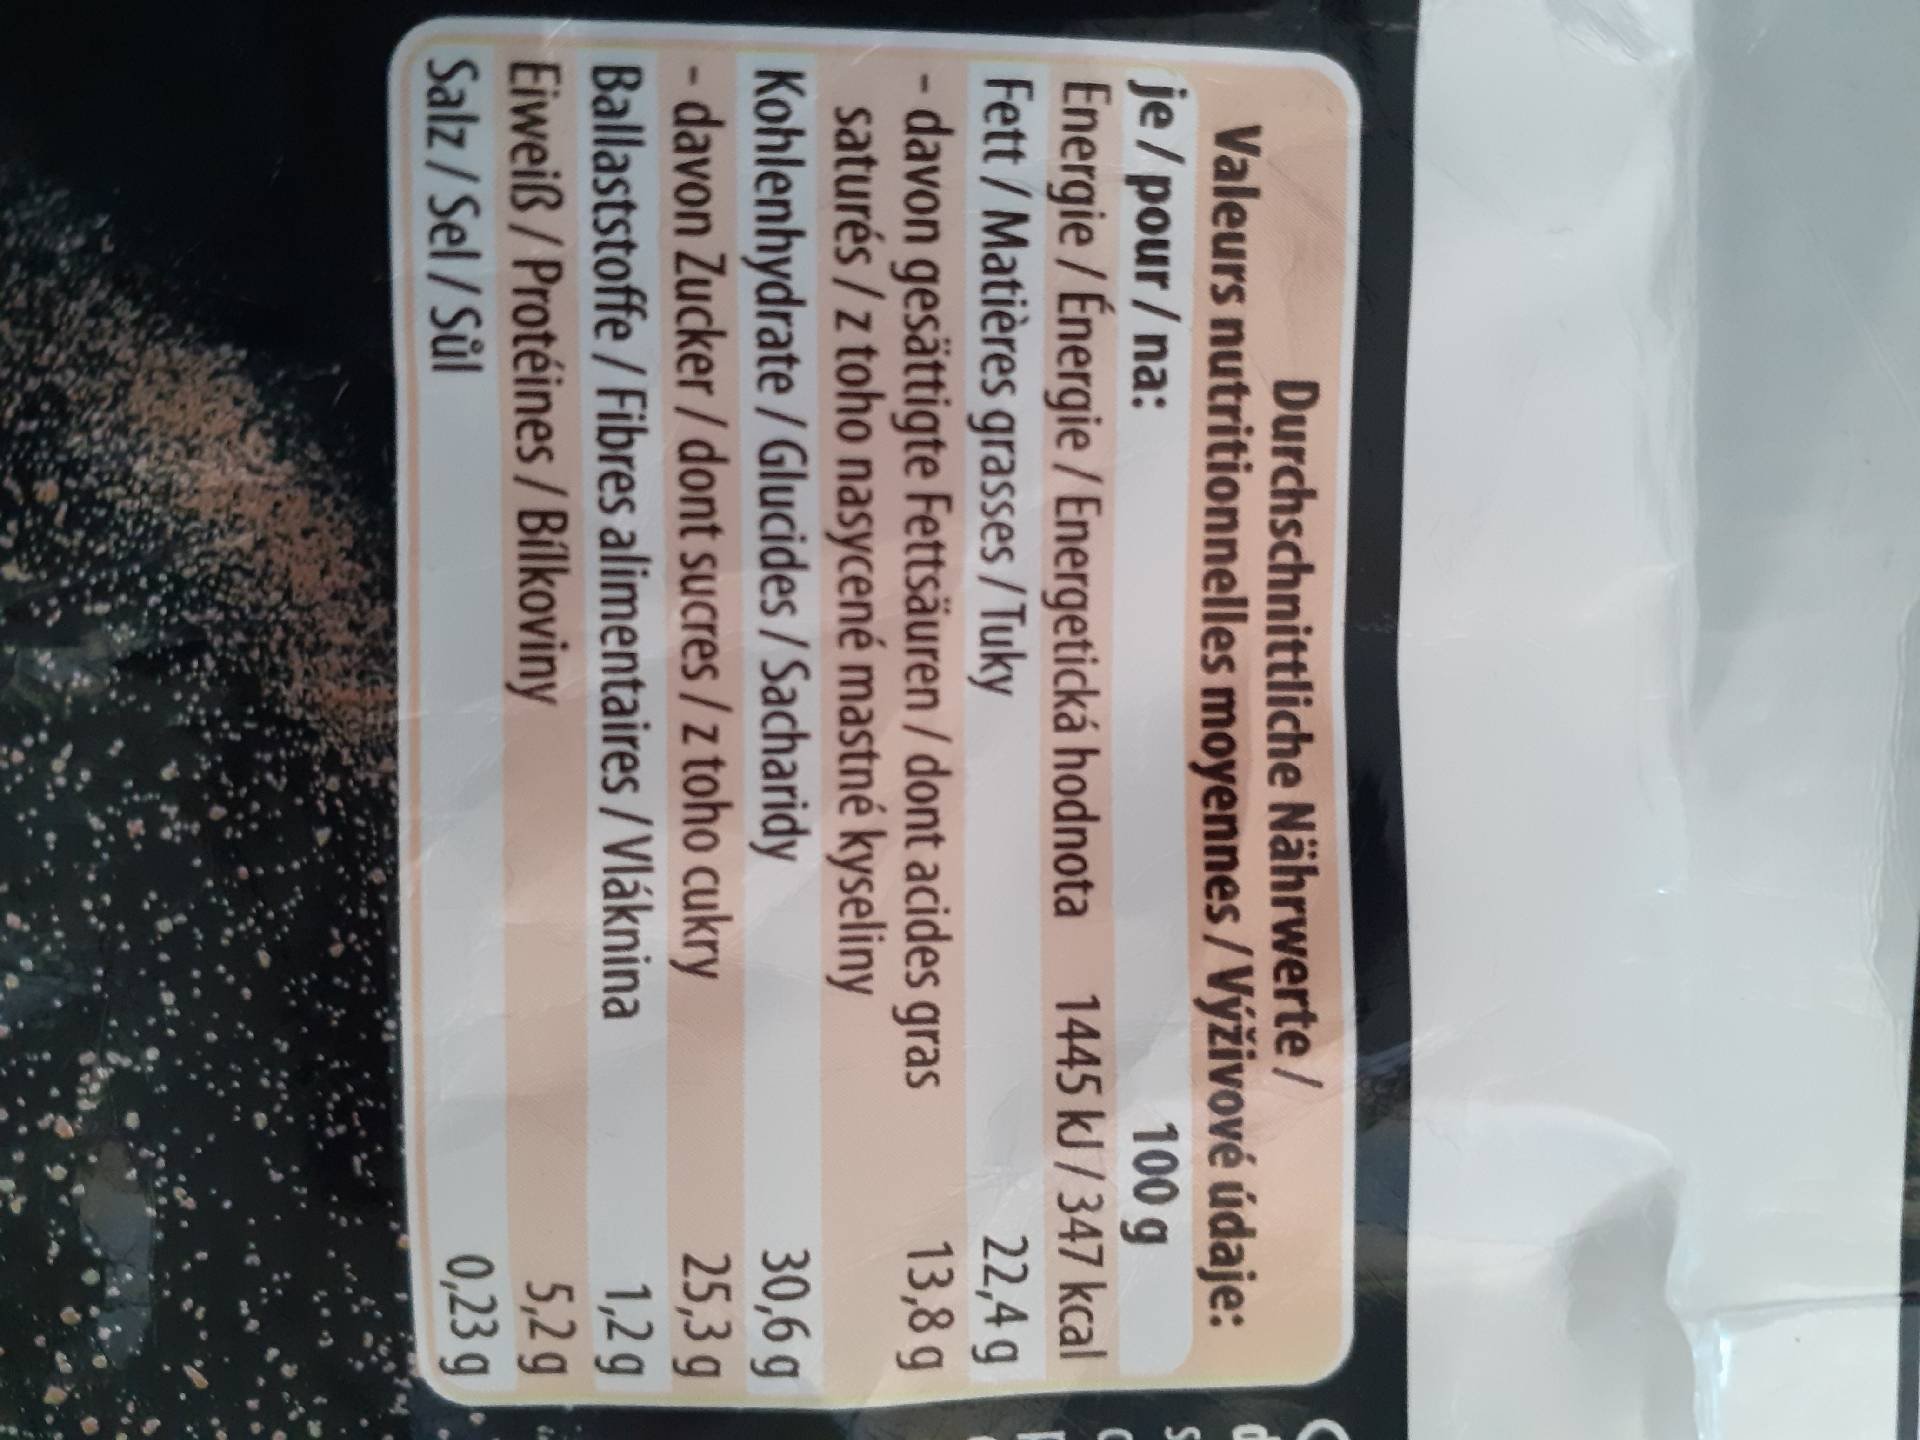 Durchschnittliche Nährwerte /
Valeurs nutritionnelles moyennes / Výživové údaje:
je / pour / na: 100 g
Energie / Énergie / Energetická hodnota 1445 kJ / 347 kcal
Fett / Matières grasses / Tuky 22,4 g
- davon gesättigte Fettsäuren / dont acides gras 13,8 g
saturés / z toho nasycené mastné kyseliny
Kohlenhydrate / Glucides / Sacharidy 30,6 g
- davon Zucker / dont sucres / z toho cukry 25,3 g
Ballaststoffe / Fibres alimentaires / Vláknina 1,2 g
Eiweiß / Protéines / Bílkoviny 5,2 g
Salz / Sel / Sůl 0,23 g